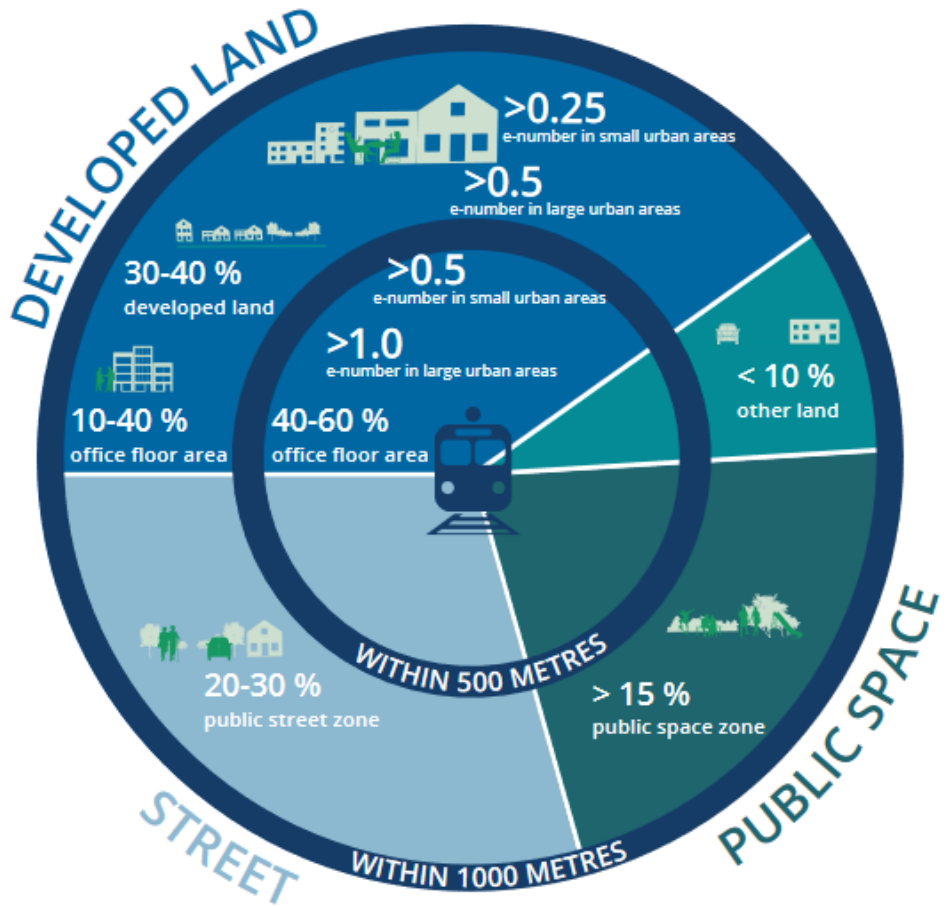 DEVELOPED LAND
>0.25
e-number in small urban areas
>0.5
e-number in large urban areas
>0.5
e-number in small urban areas
>1.0
e-number in large urban areas
30-40 %
developed land
10-40 %
office floor area
40-60 %
office floor area
< 10 %
other land
20-30 %
public street zone
> 15 %
public space zone
WITHIN 500 METRES
WITHIN 1000 METRES
STREET
PUBLIC SPACE